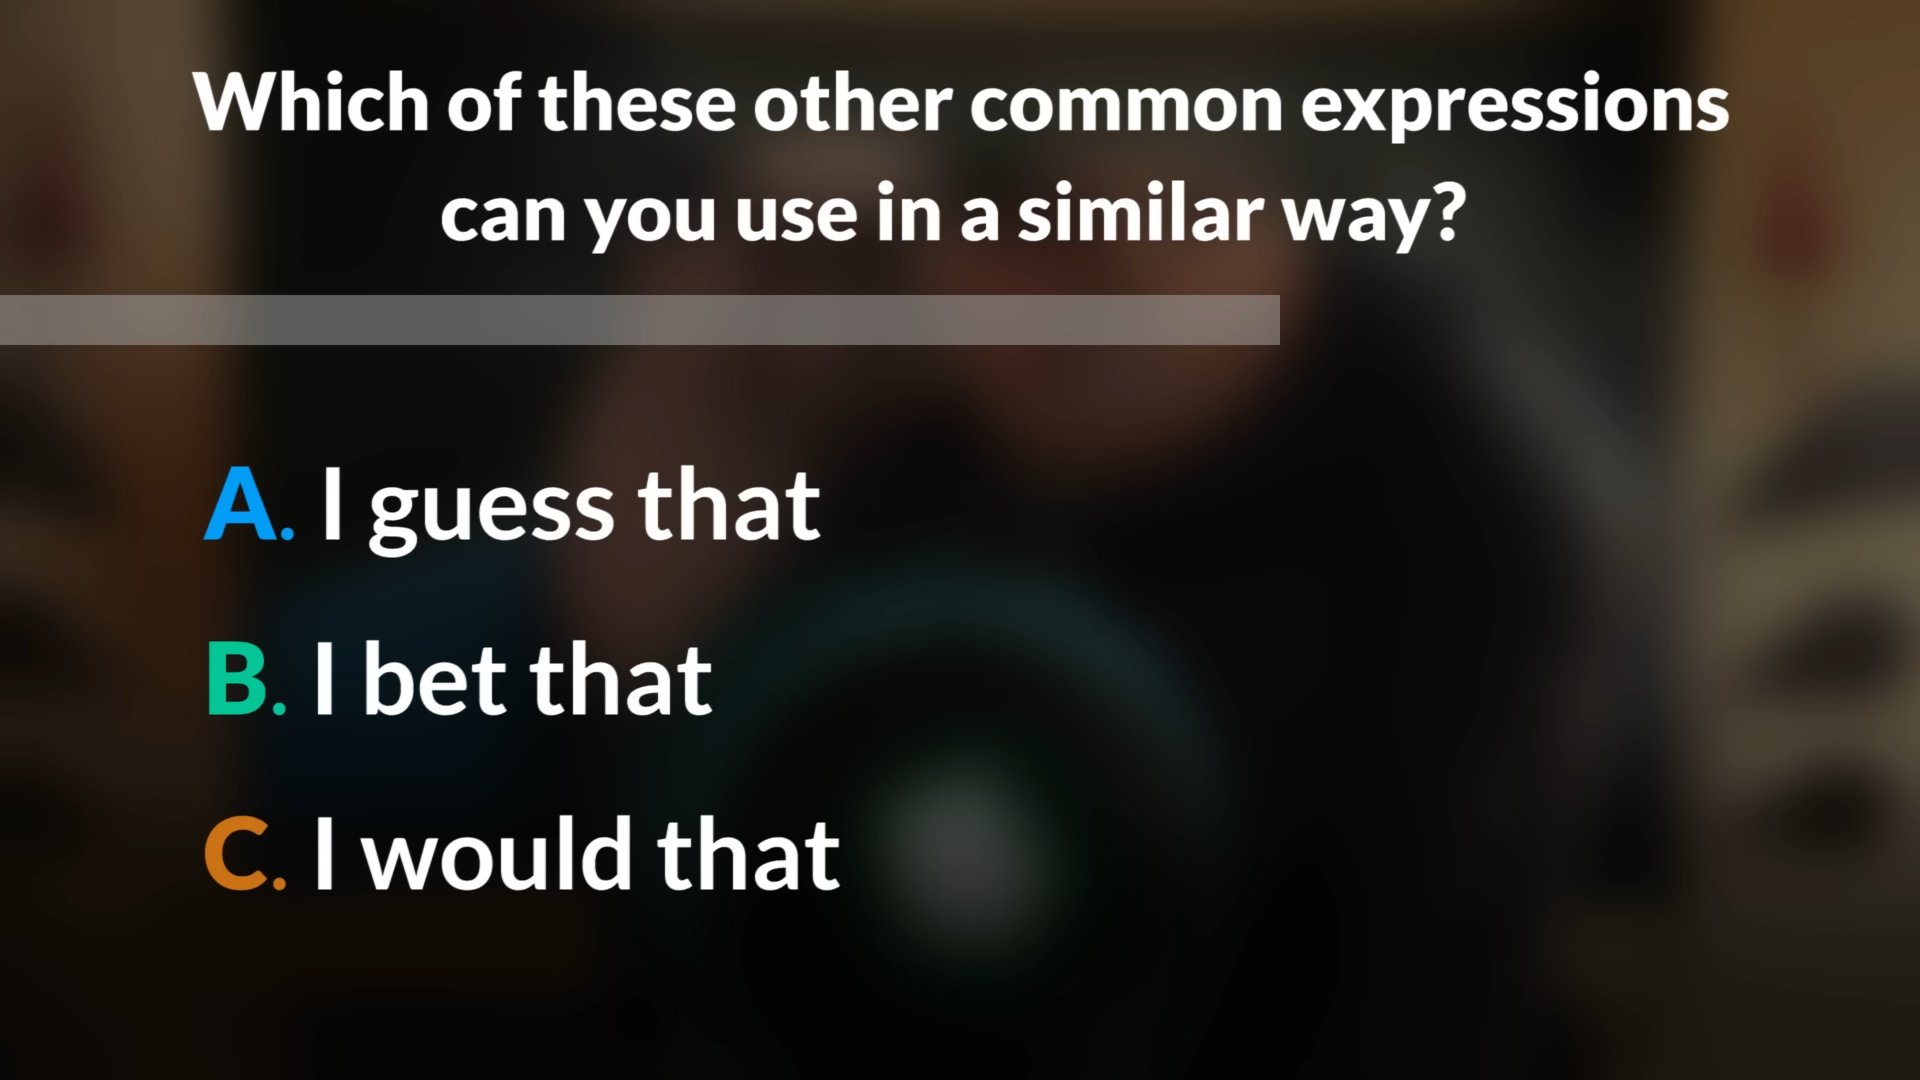 Which of these other common expressions
can you use in a similar way?
A. I guess that
B. I bet that
C. I would that